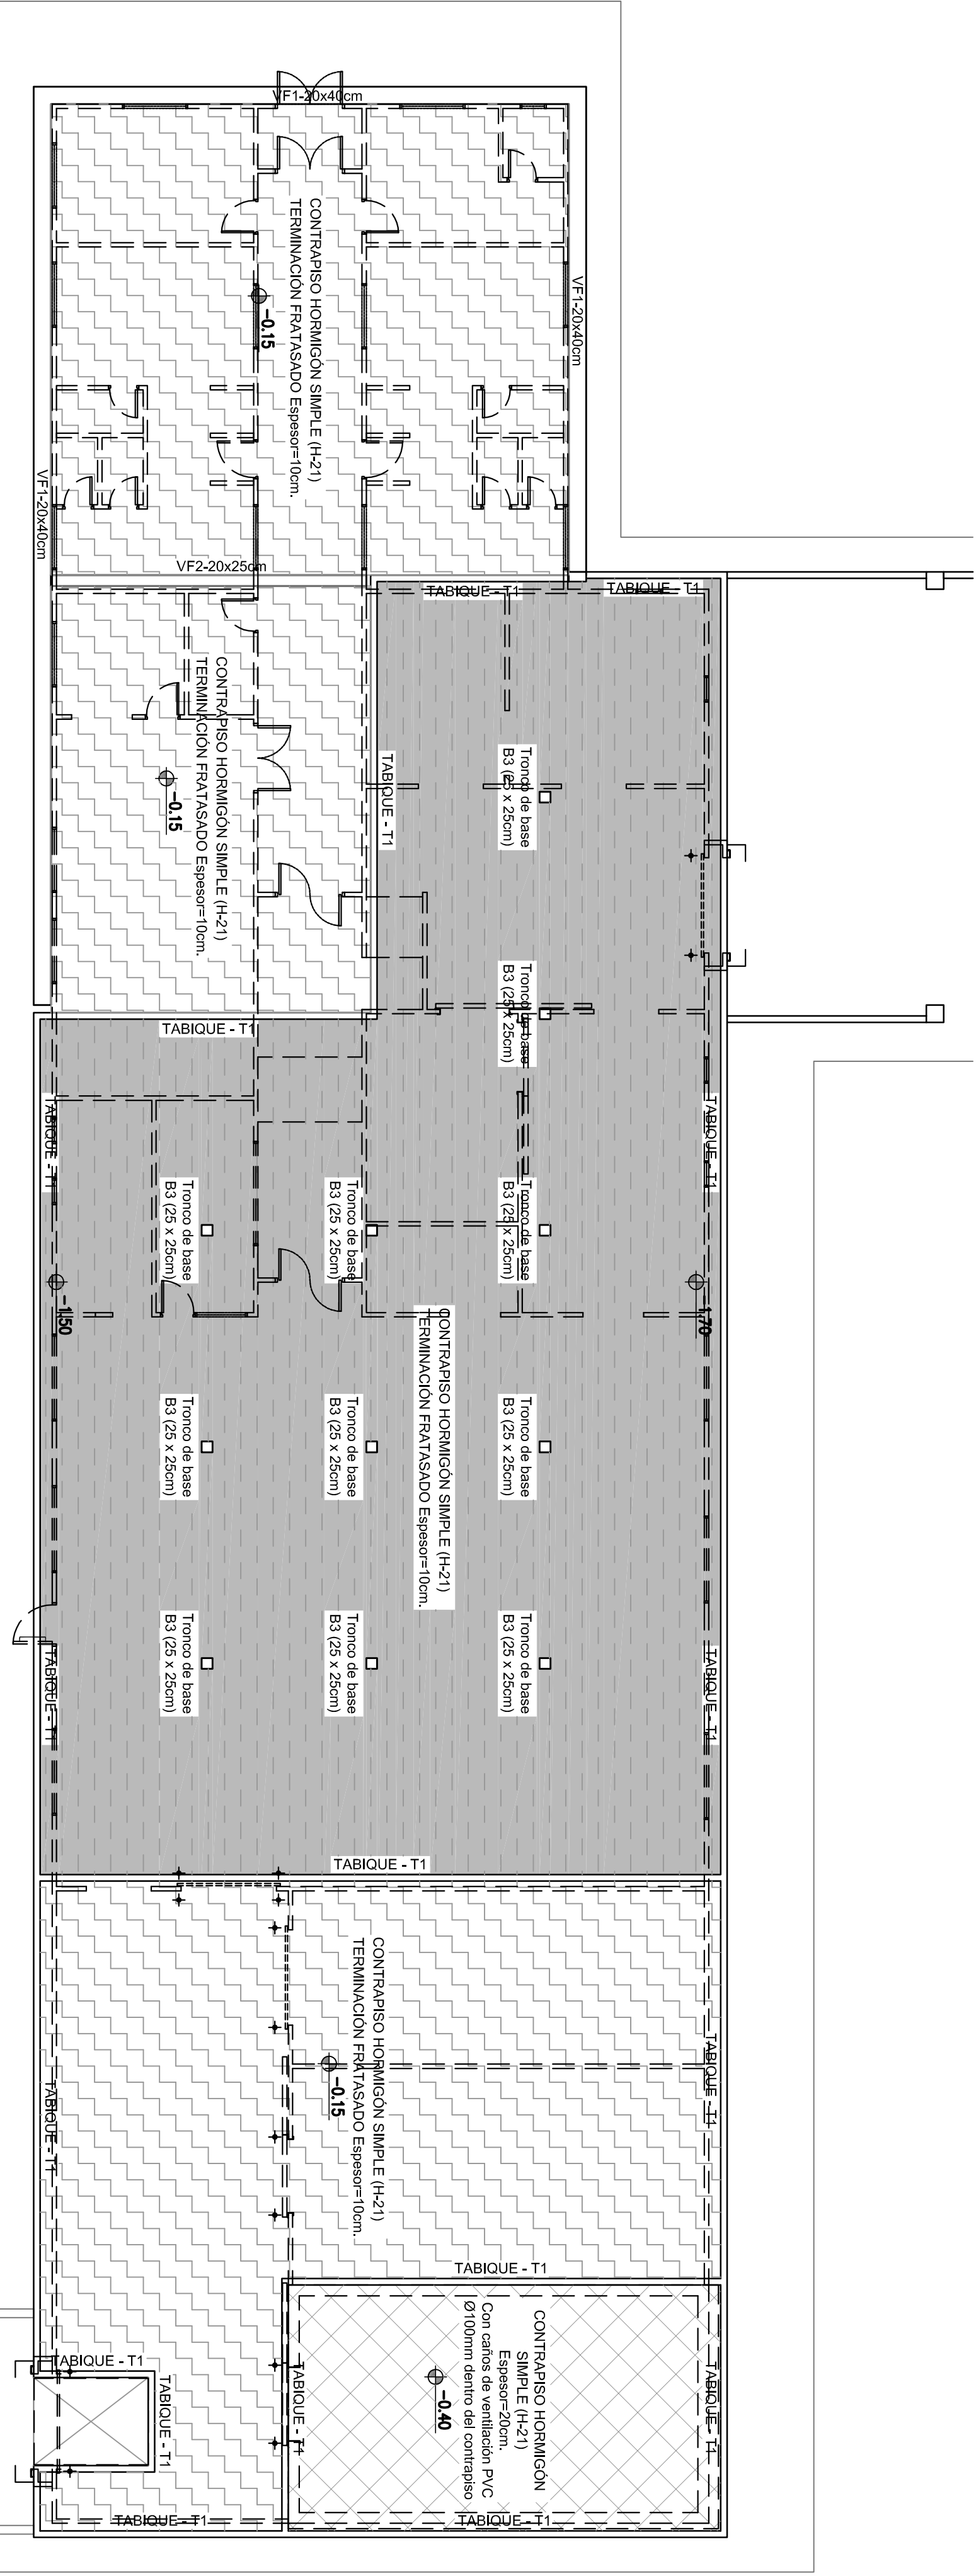 VF1-20x40cm
VF1-20x40cm
CONTRAPISO HORMIGÓN SIMPLE (H-21)
TERMINACIÓN FRATASADO Espesor=10cm.
-0.15
VF1-20x40cm
VF2-20x25cm
TABIQUE - T1
TABIQUE - T1
CONTRAPISO HORMIGÓN SIMPLE (H-21)
TERMINACIÓN FRATASADO Espesor=10cm.
-0.15
TABIQUE - T1
Tronco de base
B3 (25 x 25cm)
Tronco de base
B3 (25 x 25cm)
TABIQUE - T1
TABIQUE - T1
TABIQUE - T1
Tronco de base
B3 (25 x 25cm)
Tronco de base
B3 (25 x 25cm)
Tronco de base
B3 (25 x 25cm)
-1.50
-1.70
CONTRAPISO HORMIGÓN SIMPLE (H-21)
TERMINACIÓN FRATASADO Espesor=10cm.
Tronco de base
B3 (25 x 25cm)
Tronco de base
B3 (25 x 25cm)
Tronco de base
B3 (25 x 25cm)
Tronco de base
B3 (25 x 25cm)
Tronco de base
B3 (25 x 25cm)
Tronco de base
B3 (25 x 25cm)
TABIQUE - T1
TABIQUE - T1
TABIQUE - T1
CONTRAPISO HORMIGÓN SIMPLE (H-21)
TERMINACIÓN FRATASADO Espesor=10cm.
-0.15
TABIQUE - T1
TABIQUE - T1
TABIQUE - T1
CONTRAPISO HORMIGÓN
SIMPLE (H-21)
Espesor=20cm.
Con caños de ventilación PVC
Ø100mm dentro del contrapiso
-0.40
TABIQUE - T1
TABIQUE - T1
TABIQUE - T1
TABIQUE - T1
TABIQUE - T1
TABIQUE - T1